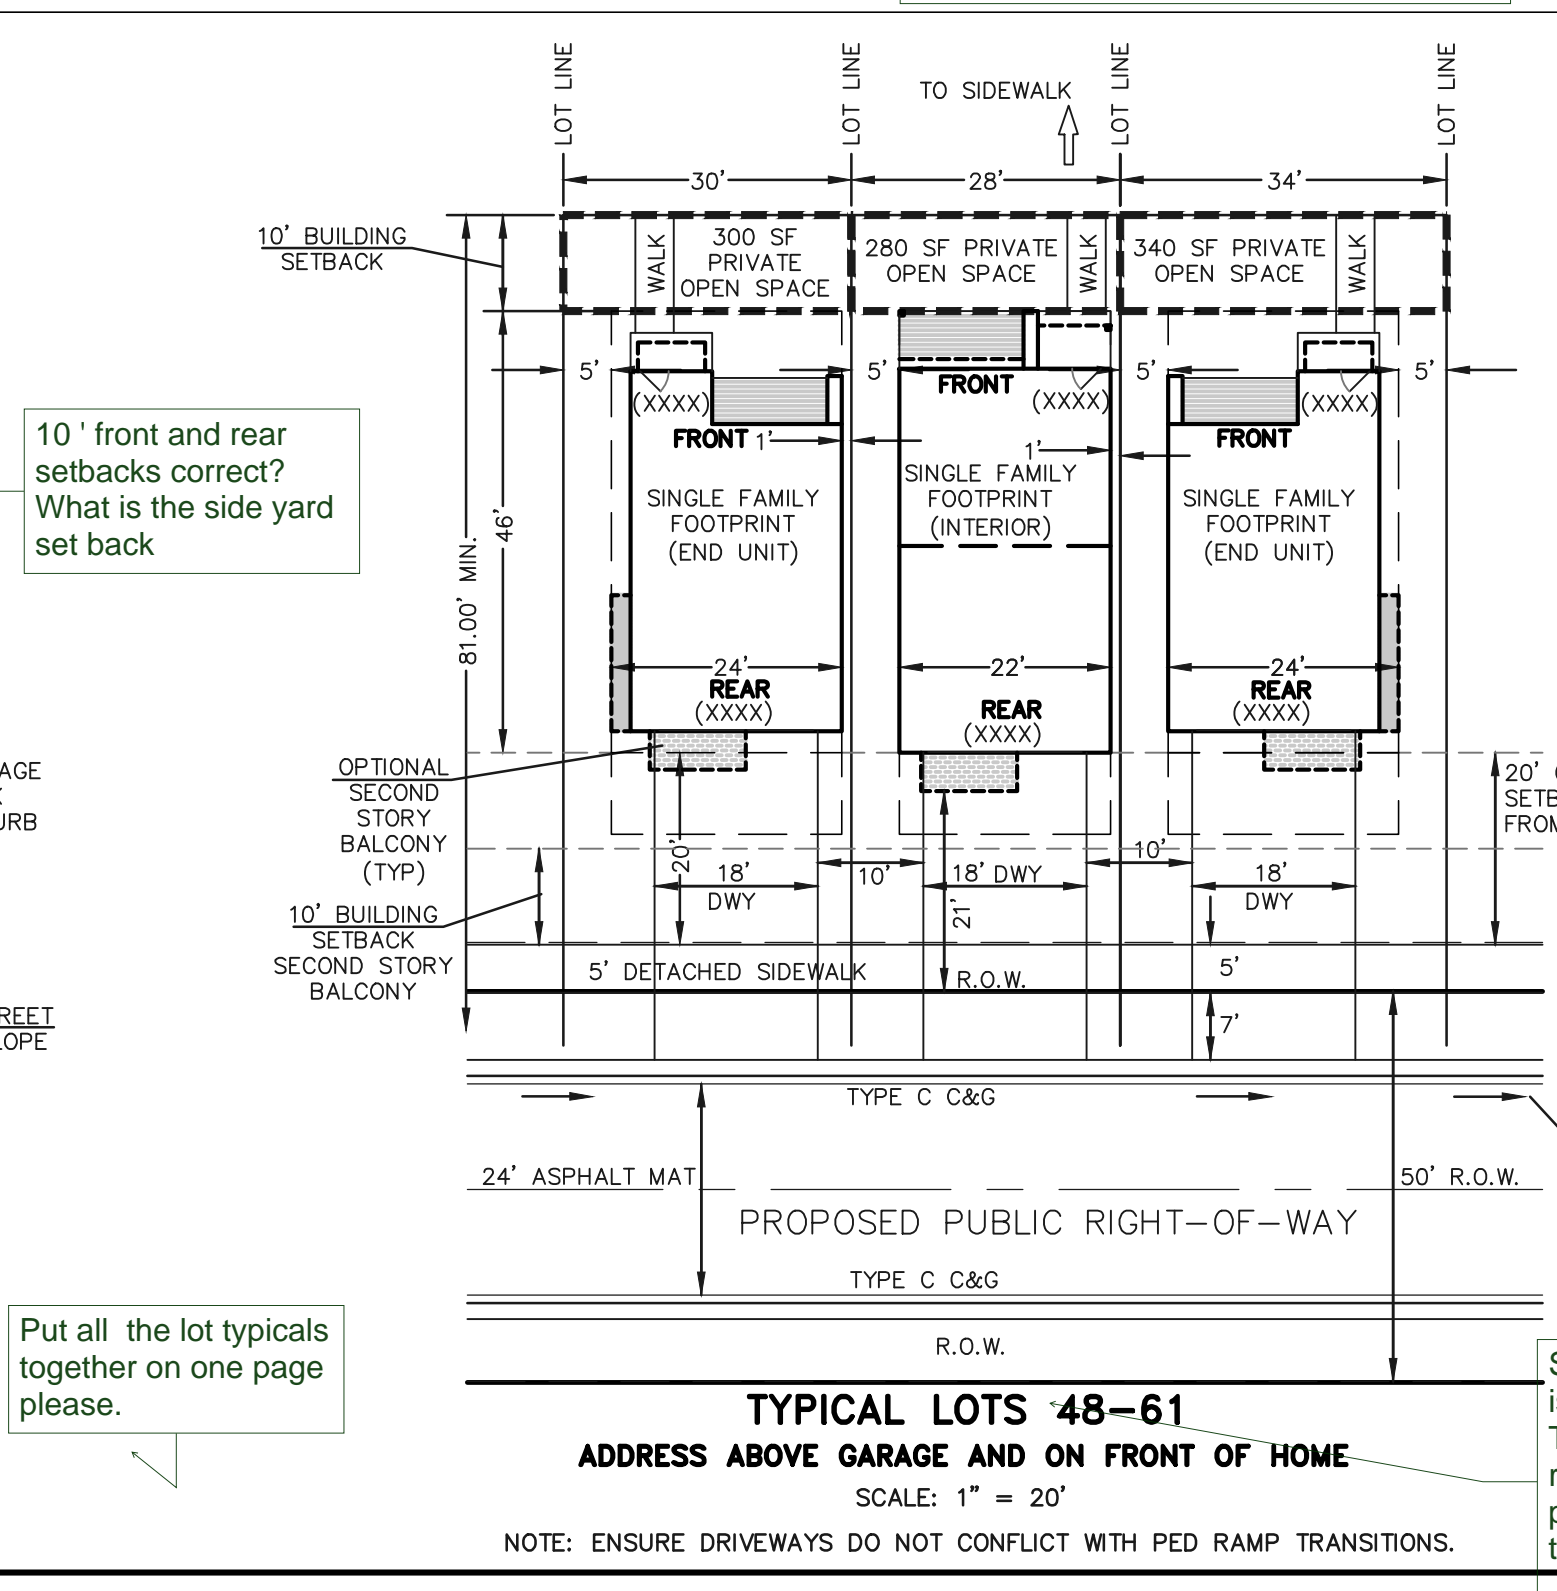 LOT LINE
LOT LINE
LOT LINE
LOT LINE
TO SIDEWALK
30'
28'
34'
10' BUILDING
SETBACK
WALK
300 SF
PRIVATE
OPEN SPACE
280 SF PRIVATE
OPEN SPACE
WALK
340 SF PRIVATE
OPEN SPACE
WALK
5'
5'
5'
5'
(XXXX)
FRONT
1'
FRONT
(XXXX)
1'
(XXXX)
FRONT
10 ' front and rear
setbacks correct?
What is the side yard
set back
81.00' MIN.
46'
SINGLE FAMILY
FOOTPRINT
(END UNIT)
SINGLE FAMILY
FOOTPRINT
(INTERIOR)
SINGLE FAMILY
FOOTPRINT
(END UNIT)
24'
REAR
(XXXX)
22'
REAR
(XXXX)
24'
REAR
(XXXX)
AGE
URB
OPTIONAL
SECOND
STORY
BALCONY
(TYP)
20'
SETB
FROM
20'
18'
DWY
10'
18' DWY
21'
10'
18'
DWY
10' BUILDING
SETBACK
SECOND STORY
BALCONY
5' DETACHED SIDEWALK
R.O.W.
5'
7'
REET
LOPE
TYPE C C&G
24' ASPHALT MAT
50' R.O.W.
PROPOSED PUBLIC RIGHT-OF-WAY
TYPE C C&G
R.O.W.
Put all  the lot typicals
together on one page
please.
TYPICAL LOTS 48-61
ADDRESS ABOVE GARAGE AND ON FRONT OF HOME
SCALE: 1" = 20'
NOTE: ENSURE DRIVEWAYS DO NOT CONFLICT WITH PED RAMP TRANSITIONS.